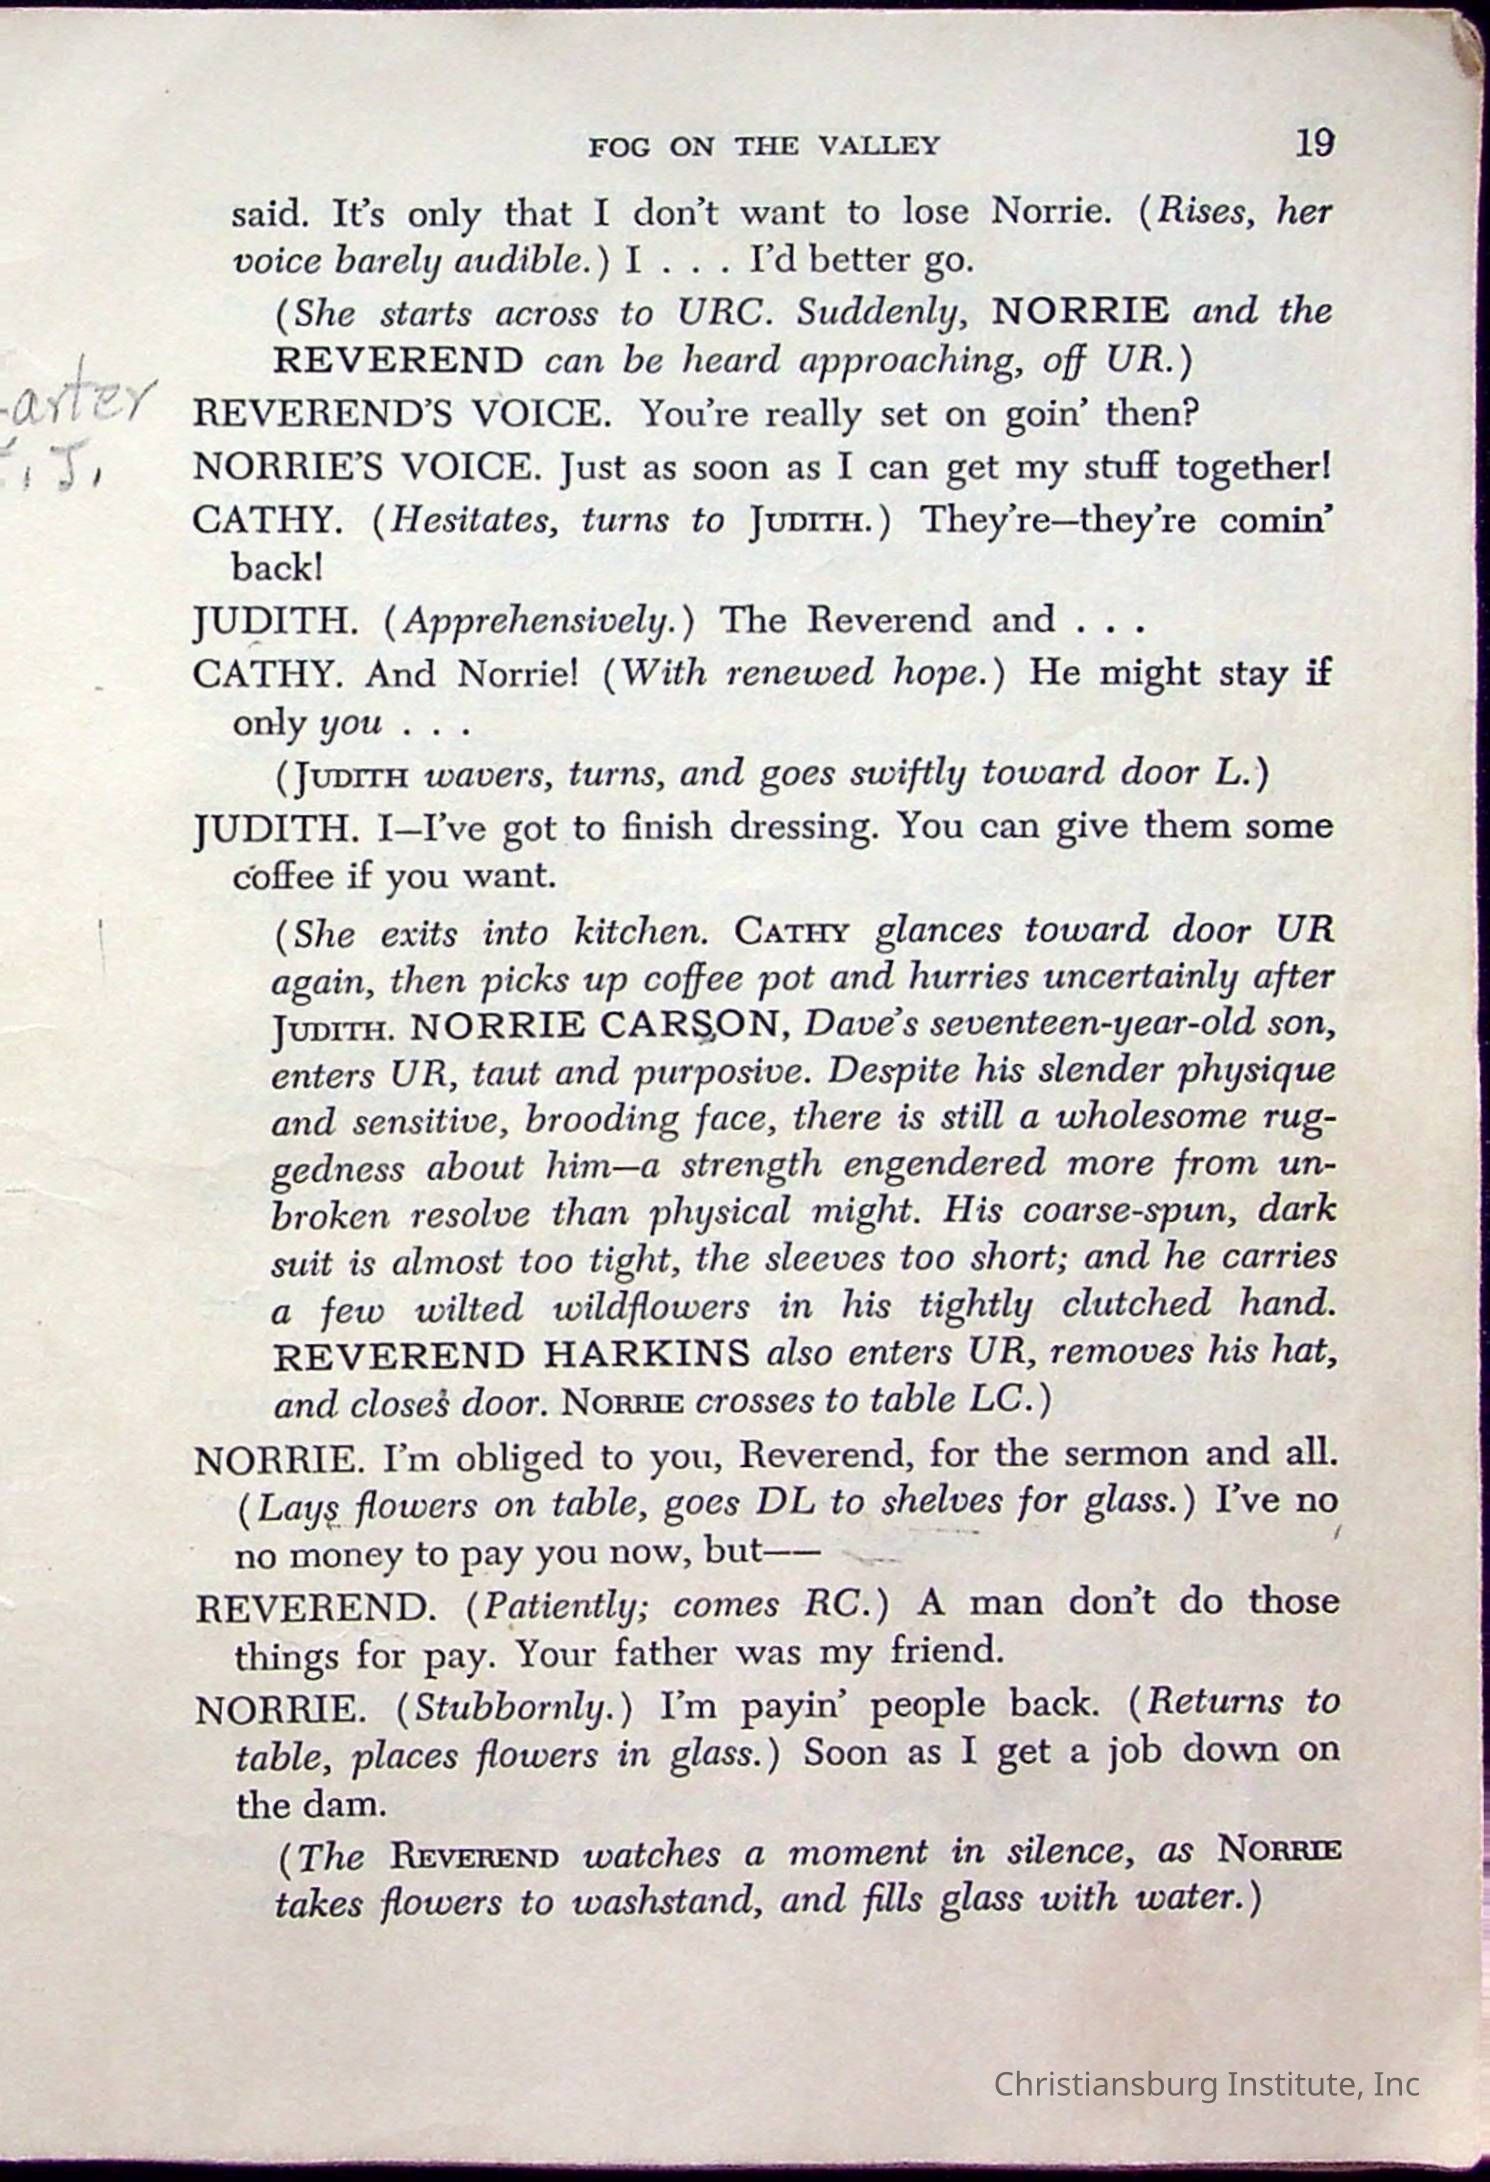 FOG ON THE VALLEY 19
said. It's only that I don't want to lose Norrie. (Rises, her
voice barely audible.) I . . . I'd better go.
(She starts across to URC. Suddenly, NORRIE and the
REVEREND can be heard approaching, off UR.)
REVEREND'S VOICE. You're really set on goin' then?
NORRIE'S VOICE. Just as soon as I can get my stuff together!
CATHY. (Hesitates, turns to JUDITH.) They're—they're comin'
back!
JUDITH. (Apprehensively.) The Reverend and . . .
CATHY. And Norrie! (With renewed hope.) He might stay if
only you . . .
(JUDITH wavers, turns, and goes swiftly toward door L.)
JUDITH. I—I've got to finish dressing. You can give them some
coffee if you want.
(She exits into kitchen. CATHY glances toward door UR
again, then picks up coffee pot and hurries uncertainly after
JUDITH. NORRIE CARSON, Dave's seventeen-year-old son,
enters UR, taut and purposive. Despite his slender physique
and sensitive, brooding face, there is still a wholesome rug-
gedness about him—a strength engendered more from un-
broken resolve than physical might. His coarse-spun, dark
suit is almost too tight, the sleeves too short; and he carries
a few wilted wildflowers in his tightly clutched hand.
REVEREND HARKINS also enters UR, removes his hat,
and closes door. NORRIE crosses to table LC.)
NORRIE. I'm obliged to you, Reverend, for the sermon and all.
(Lays flowers on table, goes DL to shelves for glass.) I've no
no money to pay you now, but——
REVEREND. (Patiently; comes RC.) A man don't do those
things for pay. Your father was my friend.
NORRIE. (Stubbornly.) I'm payin' people back. (Returns to
table, places flowers in glass.) Soon as I get a job down on
the dam.
(The REVEREND watches a moment in silence, as NORRIE
takes flowers to washstand, and fills glass with water.)
Christiansburg Institute, Inc